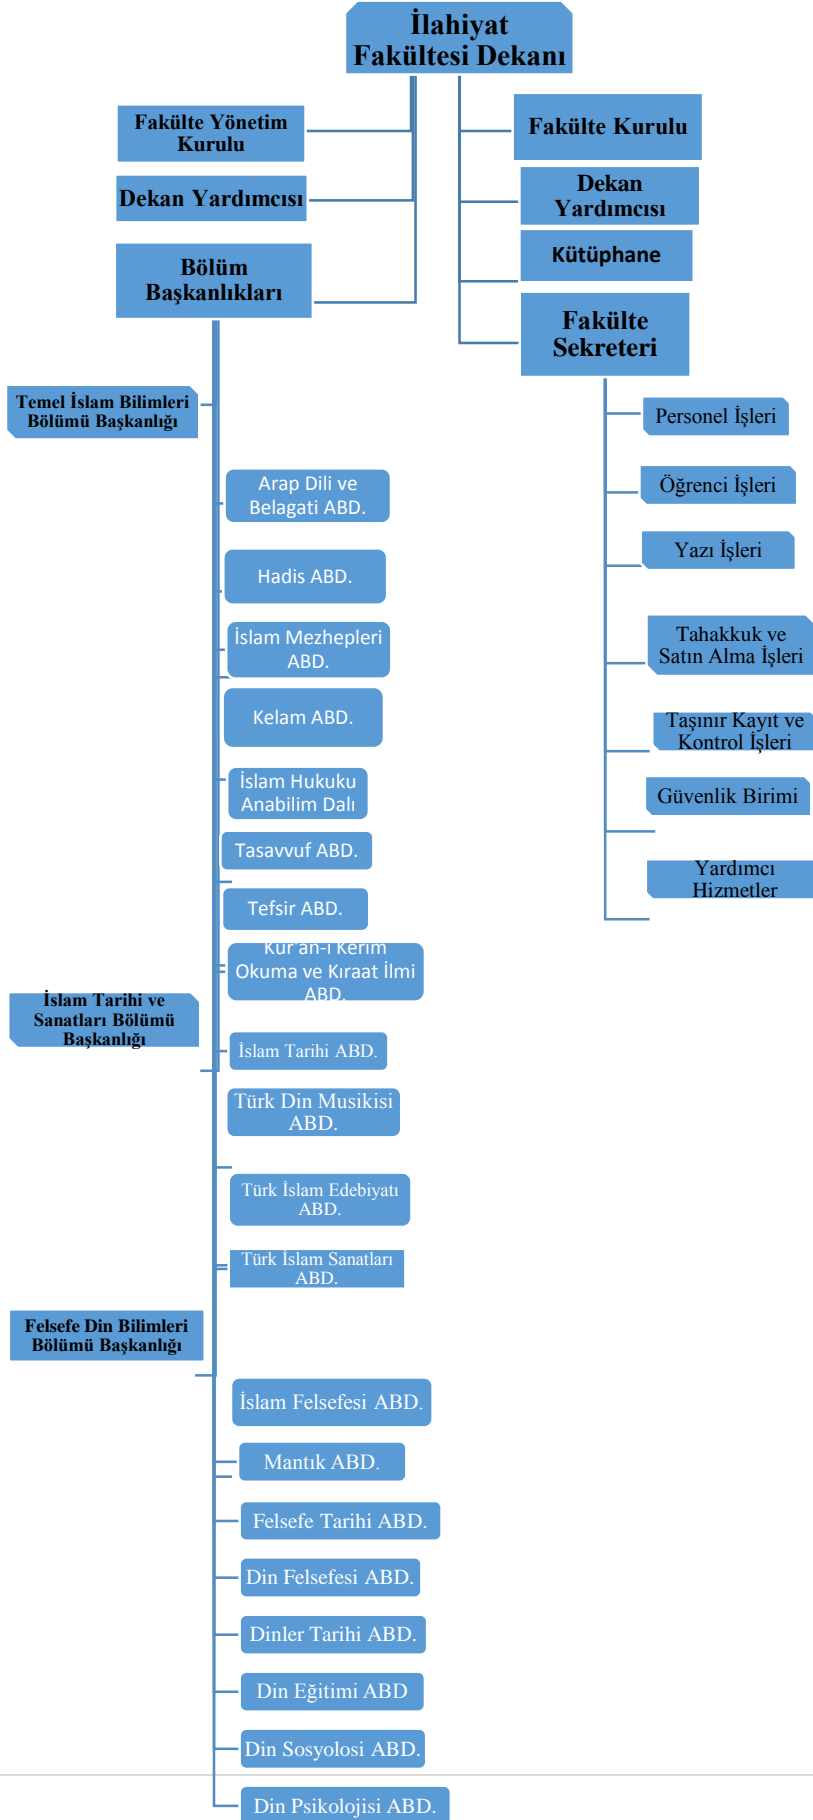 İlahiyat
Fakültesi Dekanı
Fakülte Yönetim
Kurulu
Fakülte Kurulu
Dekan Yardımcısı
Dekan
Yardımcısı
Bölüm
Başkanlıkları
Kütüphane
Fakülte
Sekreteri
Temel İslam Bilimleri
Bölümü Başkanlığı
Personel İşleri
Öğrenci İşleri
Yazı İşleri
Tahakkuk ve
Satın Alma İşleri
Taşınır Kayıt ve
Kontrol İşleri
Güvenlik Birimi
Yardımcı
Hizmetler
Arap Dili ve
Belagati ABD.
Hadis ABD.
İslam Mezhepleri
ABD.
Kelam ABD.
İslam Hukuku
Anabilim Dalı
Tasavvuf ABD.
Tefsir ABD.
Kur'an-ı Kerim
Okuma ve Kıraat İlmi
ABD.
İslam Tarihi ve
Sanatları Bölümü
Başkanlığı
İslam Tarihi ABD.
Türk Din Musikisi
ABD.
Türk İslam Edebiyatı
ABD.
Türk İslam Sanatları
ABD.
Felsefe Din Bilimleri
Bölümü Başkanlığı
İslam Felsefesi ABD.
Mantık ABD.
Felsefe Tarihi ABD.
Din Felsefesi ABD.
Dinler Tarihi ABD.
Din Eğitimi ABD
Din Sosyolosi ABD.
Din Psikolojisi ABD.